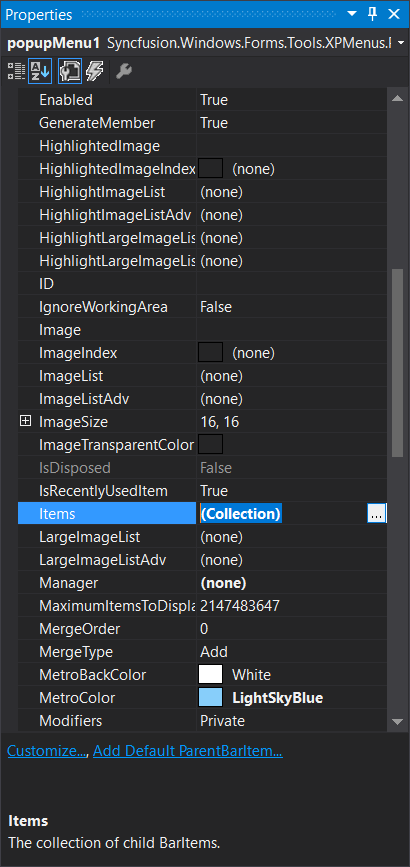 Properties
popupMenu1 Syncfusion.Windows.Forms.Tools.XPMenus.I
Enabled True
GenerateMember True
HighlightedImage
HighlightedImageIndex (none)
HighlightImageList (none)
HighlightImageListAdv (none)
HighlightLargeImageLis (none)
HighlightLargeImageLis (none)
ID
IgnoreWorkingArea False
Image
ImageIndex (none)
ImageList (none)
ImageListAdv (none)
ImageSize 16, 16
ImageTransparentColor
IsDisposed False
IsRecentlyUsedItem True
Items (Collection) ...
LargeImageList (none)
LargeImageListAdv (none)
Manager (none)
MaximumItemsToDispla 2147483647
MergeOrder 0
MergeType Add
MetroBackColor White
MetroColor LightSkyBlue
Modifiers Private
Customize..., Add Default ParentBarItem...
Items
The collection of child BarItems.